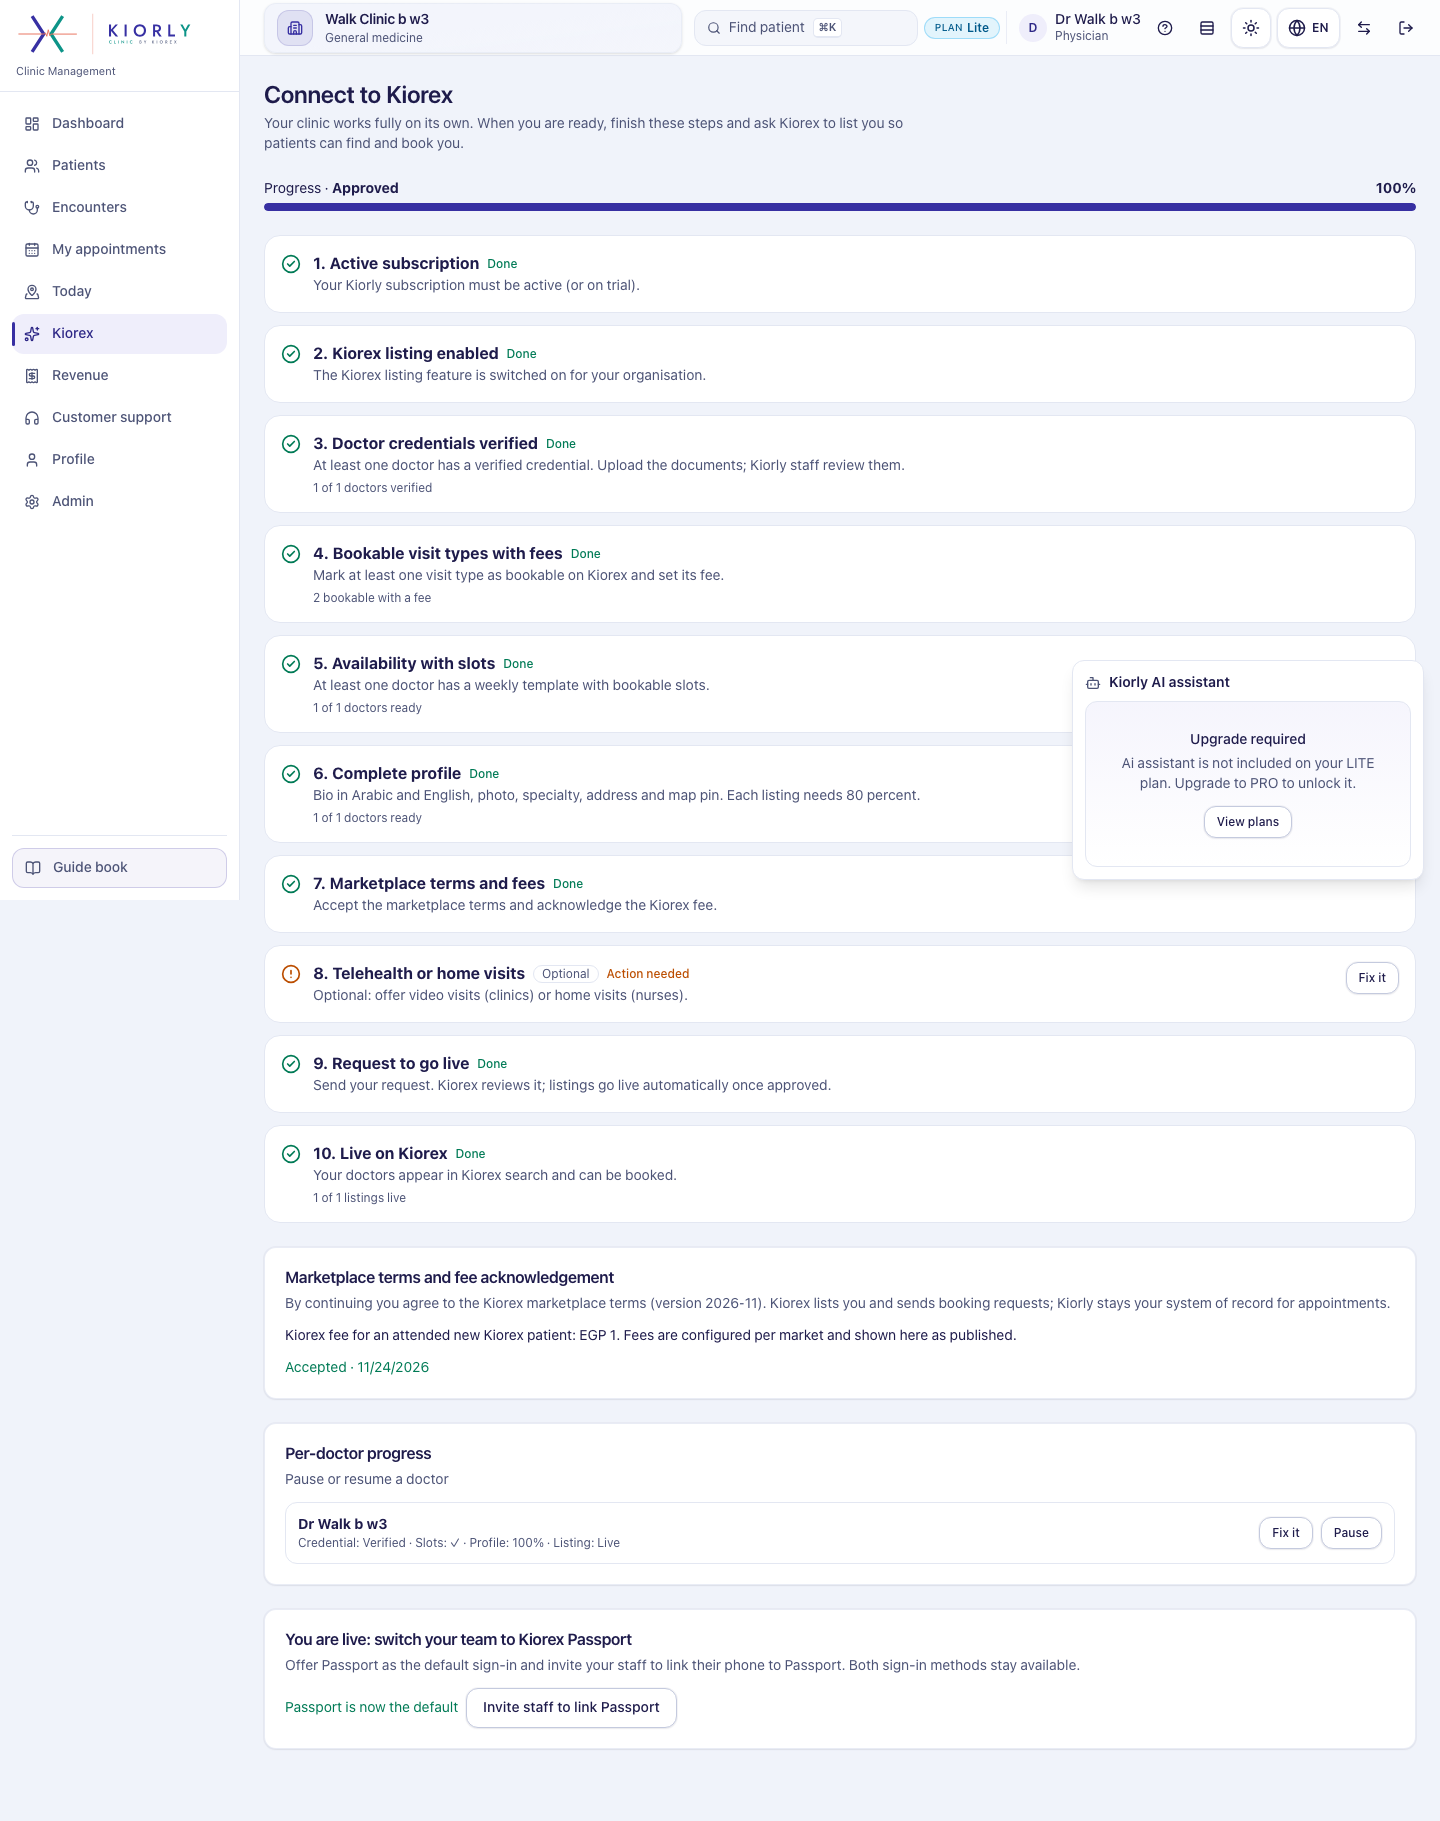 KIORLY
CLINIC BY KIOREX
Clinic Management
Dashboard
Patients
Encounters
My appointments
Today
Kiorex
Revenue
Customer support
Profile
Admin
Guide book
Walk Clinic b w3
General medicine
Find patient ⌘K
PLAN Lite
D
Dr Walk b w3
Physician
EN
Connect to Kiorex
Your clinic works fully on its own. When you are ready, finish these steps and ask Kiorex to list you so
patients can find and book you.
Progress · Approved 100%
1. Active subscription Done
Your Kiorly subscription must be active (or on trial).
2. Kiorex listing enabled Done
The Kiorex listing feature is switched on for your organisation.
3. Doctor credentials verified Done
At least one doctor has a verified credential. Upload the documents; Kiorly staff review them.
1 of 1 doctors verified
4. Bookable visit types with fees Done
Mark at least one visit type as bookable on Kiorex and set its fee.
2 bookable with a fee
5. Availability with slots Done
At least one doctor has a weekly template with bookable slots.
1 of 1 doctors ready
6. Complete profile Done
Bio in Arabic and English, photo, specialty, address and map pin. Each listing needs 80 percent.
1 of 1 doctors ready
Kiorly AI assistant
Upgrade required
Ai assistant is not included on your LITE
plan. Upgrade to PRO to unlock it.
View plans
7. Marketplace terms and fees Done
Accept the marketplace terms and acknowledge the Kiorex fee.
8. Telehealth or home visits Optional Action needed
Optional: offer video visits (clinics) or home visits (nurses).
Fix it
9. Request to go live Done
Send your request. Kiorex reviews it; listings go live automatically once approved.
10. Live on Kiorex Done
Your doctors appear in Kiorex search and can be booked.
1 of 1 listings live
Marketplace terms and fee acknowledgement
By continuing you agree to the Kiorex marketplace terms (version 2026-11). Kiorex lists you and sends booking requests; Kiorly stays your system of record for appointments.
Kiorex fee for an attended new Kiorex patient: EGP 1. Fees are configured per market and shown here as published.
Accepted · 11/24/2026
Per-doctor progress
Pause or resume a doctor
Dr Walk b w3
Credential: Verified · Slots: ✓ · Profile: 100% · Listing: Live
Fix it
Pause
You are live: switch your team to Kiorex Passport
Offer Passport as the default sign-in and invite your staff to link their phone to Passport. Both sign-in methods stay available.
Passport is now the default
Invite staff to link Passport